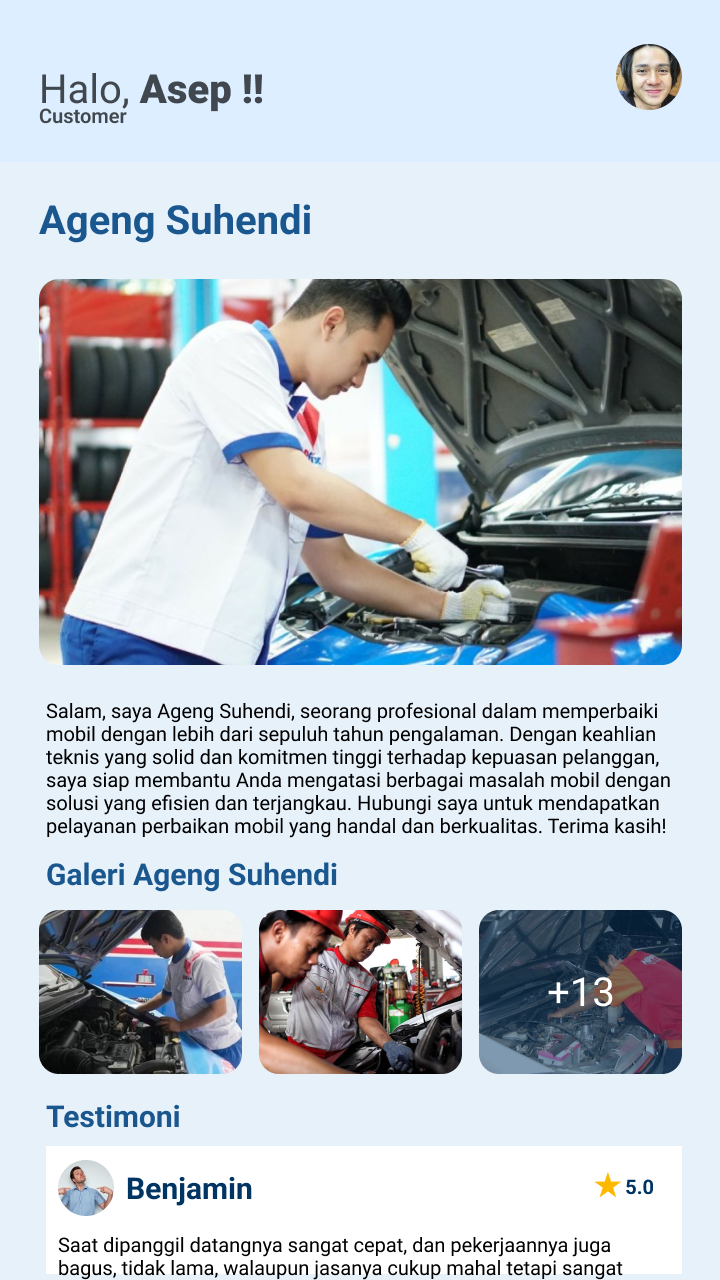 Halo, Asep !!
Customer
Ageng Suhendi
Salam, saya Ageng Suhendi, seorang profesional dalam memperbaiki
mobil dengan lebih dari sepuluh tahun pengalaman. Dengan keahlian
teknis yang solid dan komitmen tinggi terhadap kepuasan pelanggan,
saya siap membantu Anda mengatasi berbagai masalah mobil dengan
solusi yang efisien dan terjangkau. Hubungi saya untuk mendapatkan
pelayanan perbaikan mobil yang handal dan berkualitas. Terima kasih!
Galeri Ageng Suhendi
+13
Testimoni
Benjamin
5.0
Saat dipanggil datangnya sangat cepat, dan pekerjaannya juga
bagus, tidak lama, walaupun jasanya cukup mahal tetapi sangat